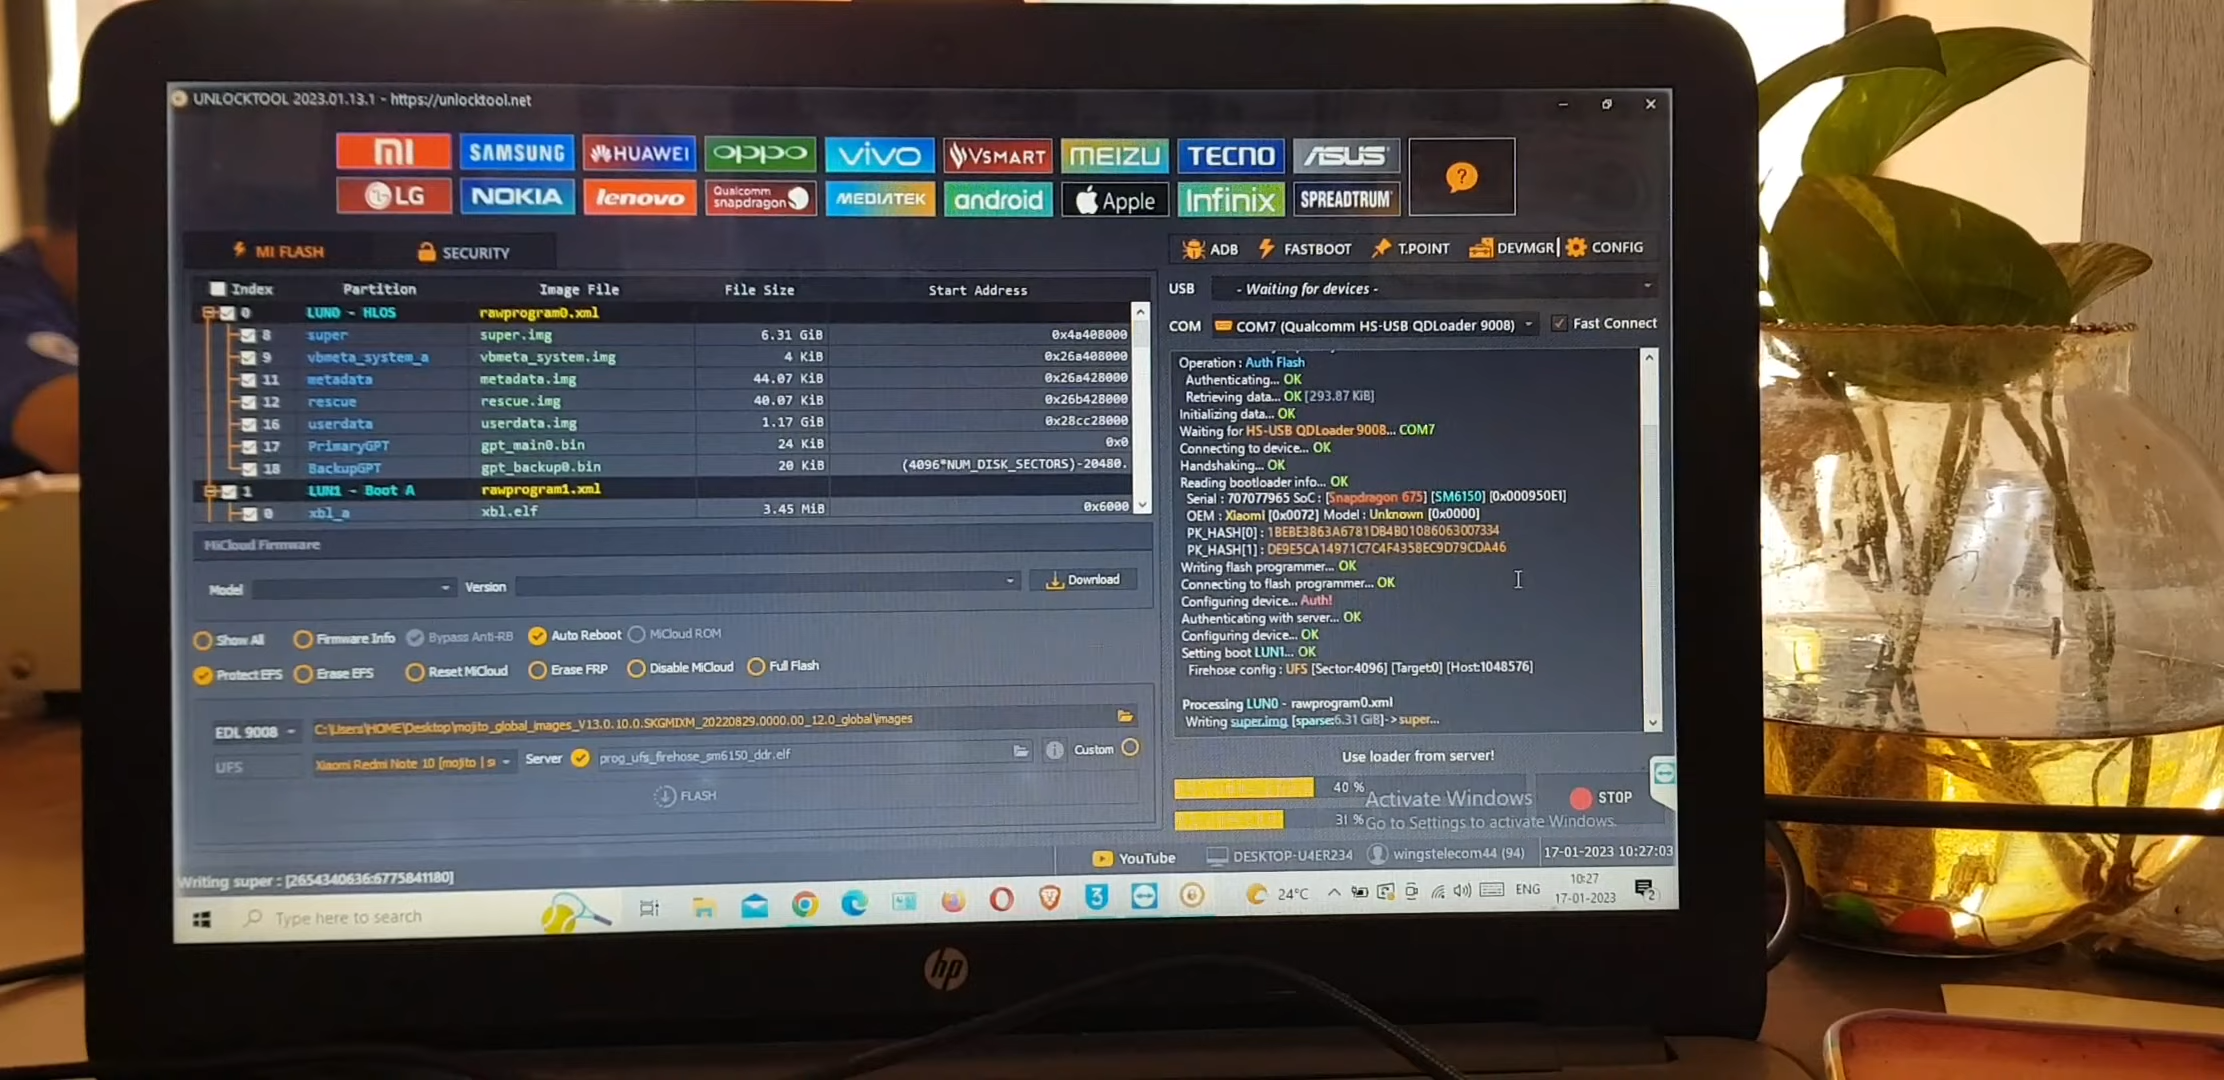 UNLOCKTOOL 2023.01.13.1 - https://unlocktool.net
MI SAMSUNG HUAWEI oppo vivo VSMART MEIZU TECNO ASUS ?
LG NOKIA lenovo Qualcomm snapdragon MEDIATEK android Apple Infinix SPREADTRUM
MI FLASH SECURITY
ADB FASTBOOT T.POINT DEVMGR CONFIG
Index Partition Image File File Size Start Address
0 LUN0 - HLOS rawprogram0.xml
8 super super.img 6.31 GiB 0x4a408000
9 vbmeta_system_a vbmeta_system.img 4 KiB 0x26a408000
11 metadata metadata.img 44.07 KiB 0x26a428000
12 rescue rescue.img 40.07 KiB 0x26b428000
16 userdata userdata.img 1.17 GiB 0x28cc28000
17 PrimaryGPT gpt_main0.bin 24 KiB 0x0
18 BackupGPT gpt_backup0.bin 20 KiB (4096*NUM_DISK_SECTORS)-20480.
1 LUN1 - Boot A rawprogram1.xml
0 xbl_a xbl.elf 3.45 MiB 0x6000
MiCloud Firmware
Model Version Download
Show All Firmware Info Bypass Anti-RB Auto Reboot MiCloud ROM
Protect EFS Erase EFS Reset MiCloud Erase FRP Disable MiCloud Full Flash
EDL 9008 C:\Users\HOME\Desktop\mojito_global_images_V13.0.10.0.SKGMIXM_20220829.0000.00_12.0_global\images
UFS Xiaomi Redmi Note 10 [mojito | s Server prog_ufs_firehose_sm6150_ddr.elf Custom
FLASH
Writing super : [2654340636:6775841180]
USB - Waiting for devices -
COM COM7 (Qualcomm HS-USB QDLoader 9008) Fast Connect
Operation : Auth Flash
Authenticating... OK
Retrieving data... OK [293.87 KiB]
Initializing data... OK
Waiting for HS-USB QDLoader 9008... COM7
Connecting to device... OK
Handshaking... OK
Reading bootloader info... OK
Serial : 707077965 SoC : [Snapdragon 675] [SM6150] [0x000950E1]
OEM : Xiaomi [0x0072] Model : Unknown [0x0000]
PK_HASH[0] : 1BEBE3863A6781DB4B01086063007334
PK_HASH[1] : DE9E5CA14971C7C4F4358EC9D79CDA46
Writing flash programmer... OK
Connecting to flash programmer... OK
Configuring device... Auth!
Authenticating with server... OK
Configuring device... OK
Setting boot LUN1... OK
Firehose config : UFS [Sector:4096] [Target:0] [Host:1048576]
Processing LUN0 - rawprogram0.xml
Writing super.img [sparse:6.31 GiB]->super...
Use loader from server!
40 %
31 %
STOP
Activate Windows
Go to Settings to activate Windows.
YouTube DESKTOP-U4ER234 wingstelecom44 (94) 17-01-2023 10:27:03
Type here to search
3
24°C ENG
10:27
17-01-2023
2
hp